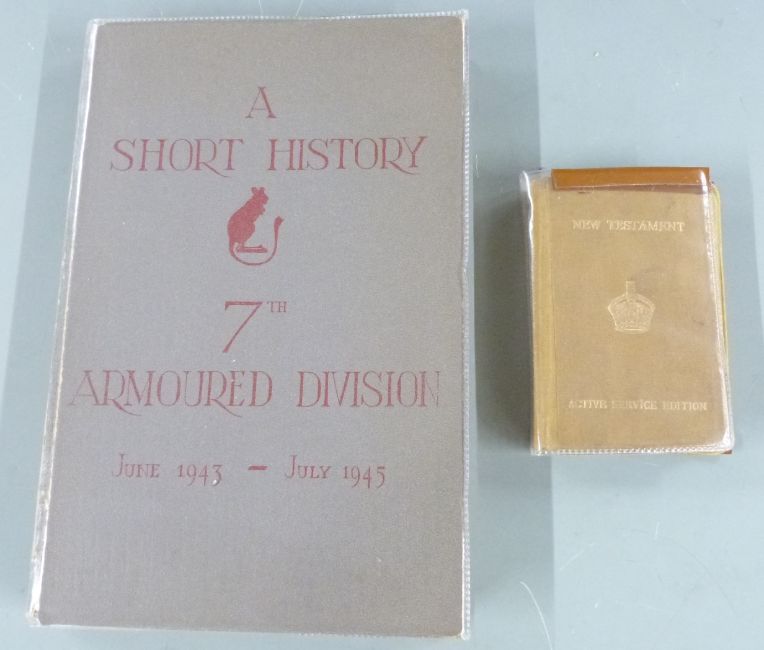 A
SHORT HISTORY
7TH
ARMOURED DIVISION
JUNE 1943 - JULY 1945
NEW TESTAMENT
ACTIVE SERVICE EDITION